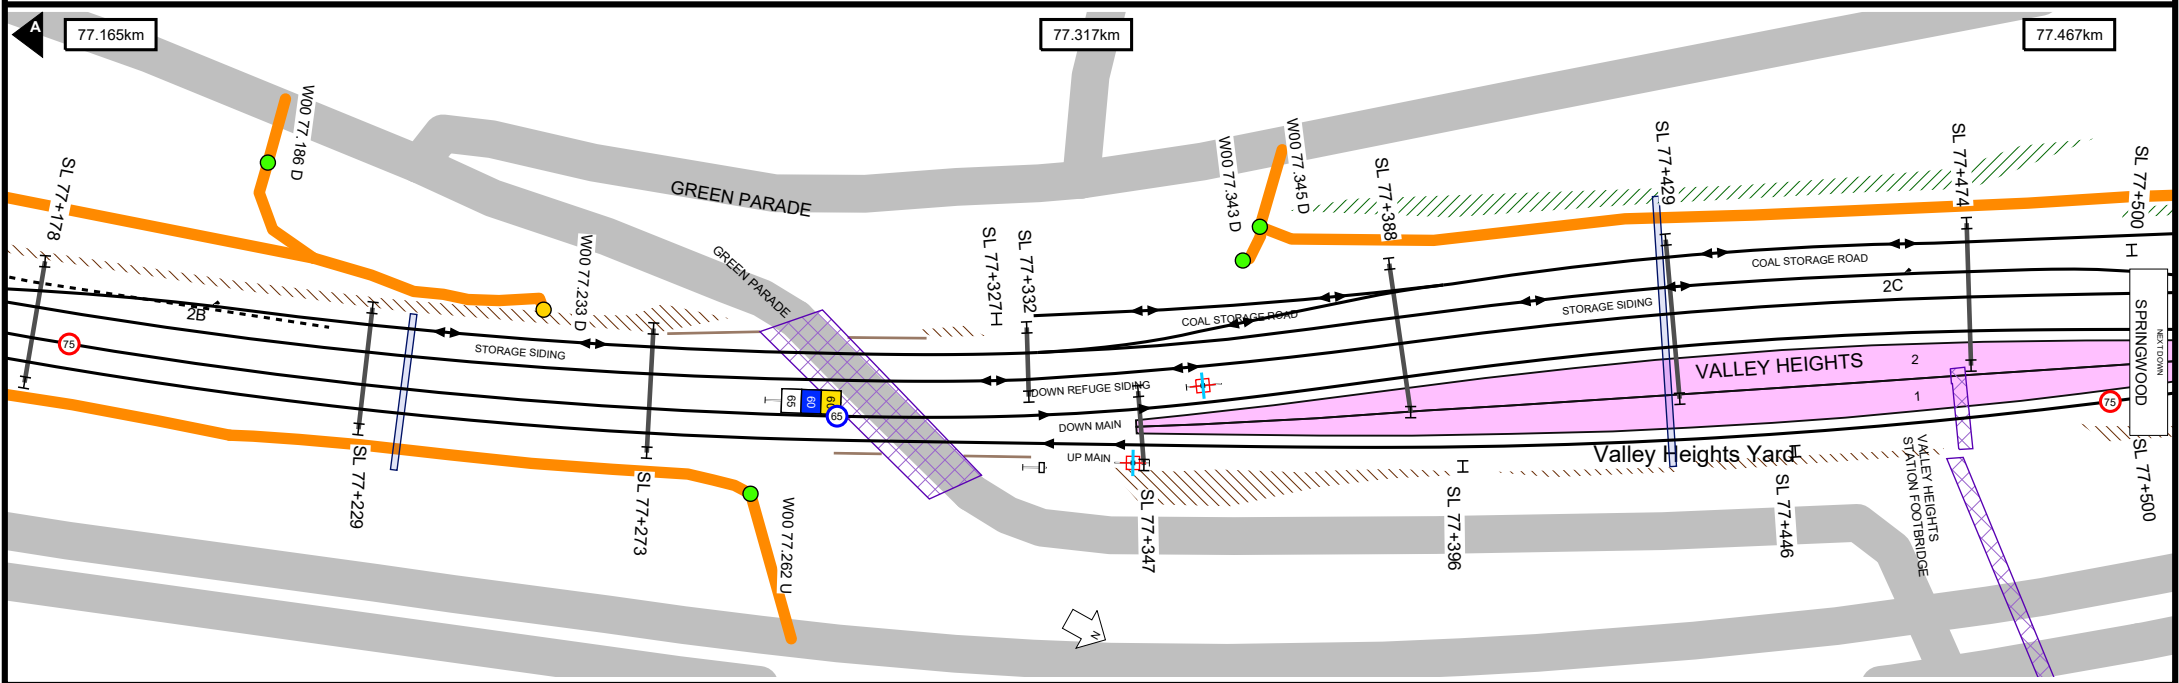 A
77.165km
77.317km
77.467km
W00 77.186 D
W00 77.345 D
W00 77.343 D
SL 77+178
SL 77+429
SL 77+474
SL 77+500
SL 77+388
GREEN PARADE
GREEN PARADE
W00 77.233 D
SL 77+327
SL 77+332
COAL STORAGE ROAD
2C
2B
STORAGE SIDING
COAL STORAGE ROAD
75
STORAGE SIDING
SPRINGWOOD
NEXT DOWN
VALLEY HEIGHTS
2
1
DOWN REFUGE SIDING
65
60
60
65
75
DOWN MAIN
UP MAIN
Valley Heights Yard
VALLEY HEIGHTS
STATION FOOTBRIDGE
SL 77+229
SL 77+273
W00 77.262 U
SL 77+347
SL 77+396
SL 77+446
SL 77+500
N